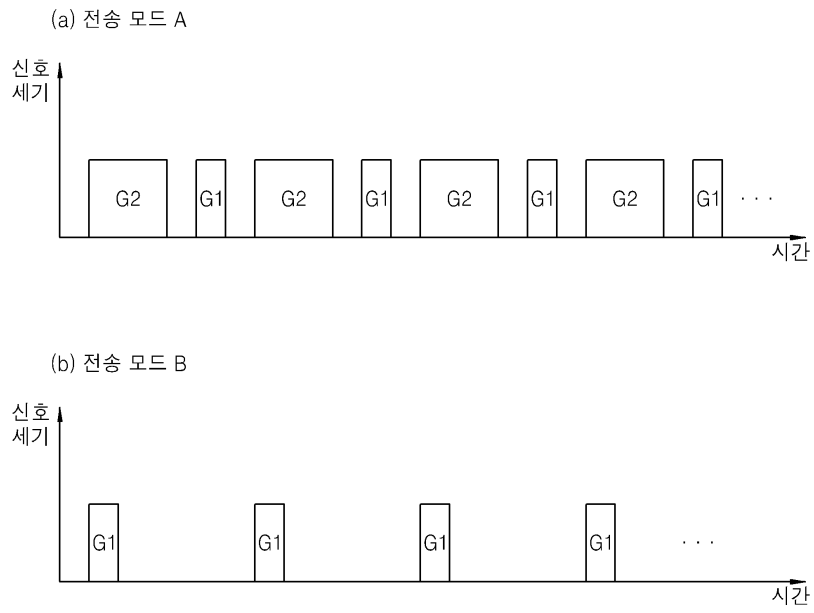 (a) 전송 모드 A
신호
세기
G2 G1 G2 G1 G2 G1 G2 G1 · · ·
시간
(b) 전송 모드 B
신호
세기
G1 G1 G1 G1 · · ·
시간